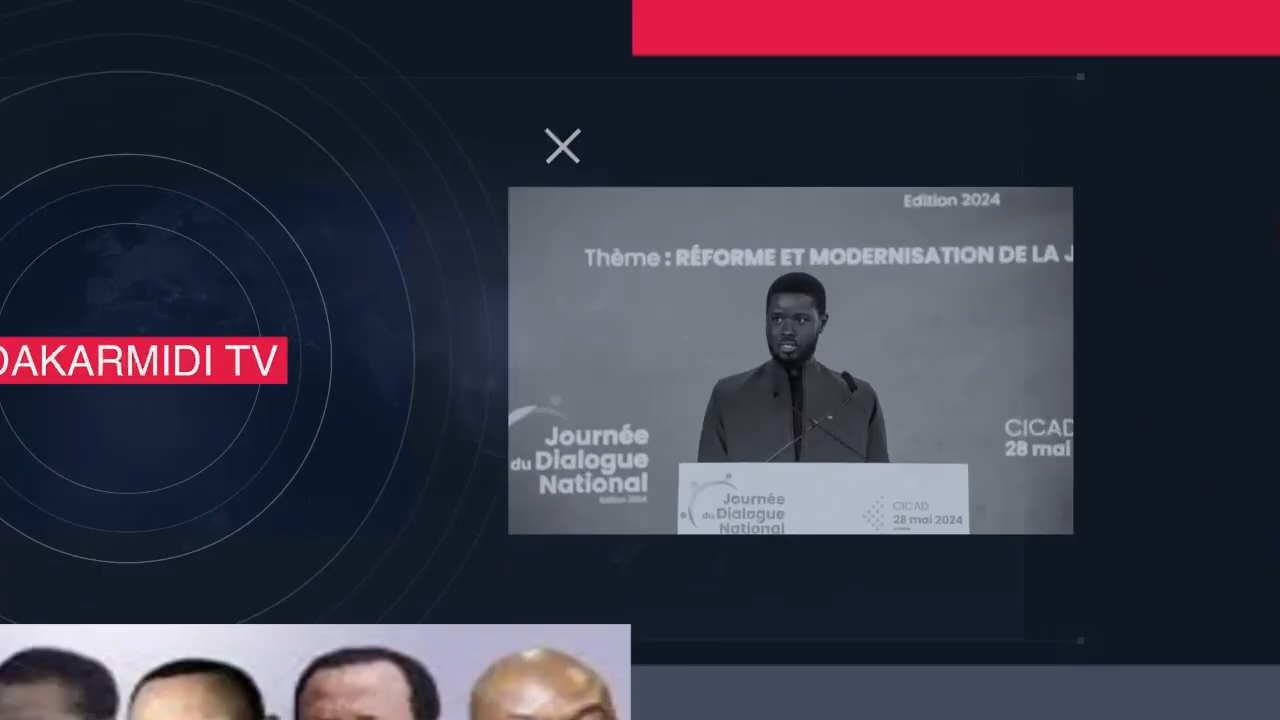 Edition 2024
Thème : RÉFORME ET MODERNISATION DE LA J
DAKARMIDI TV
Journée
du Dialogue
National
Edition 2024
CICAD
28 mai
Journée
du Dialogue
National
CICAD
28 mai 2024